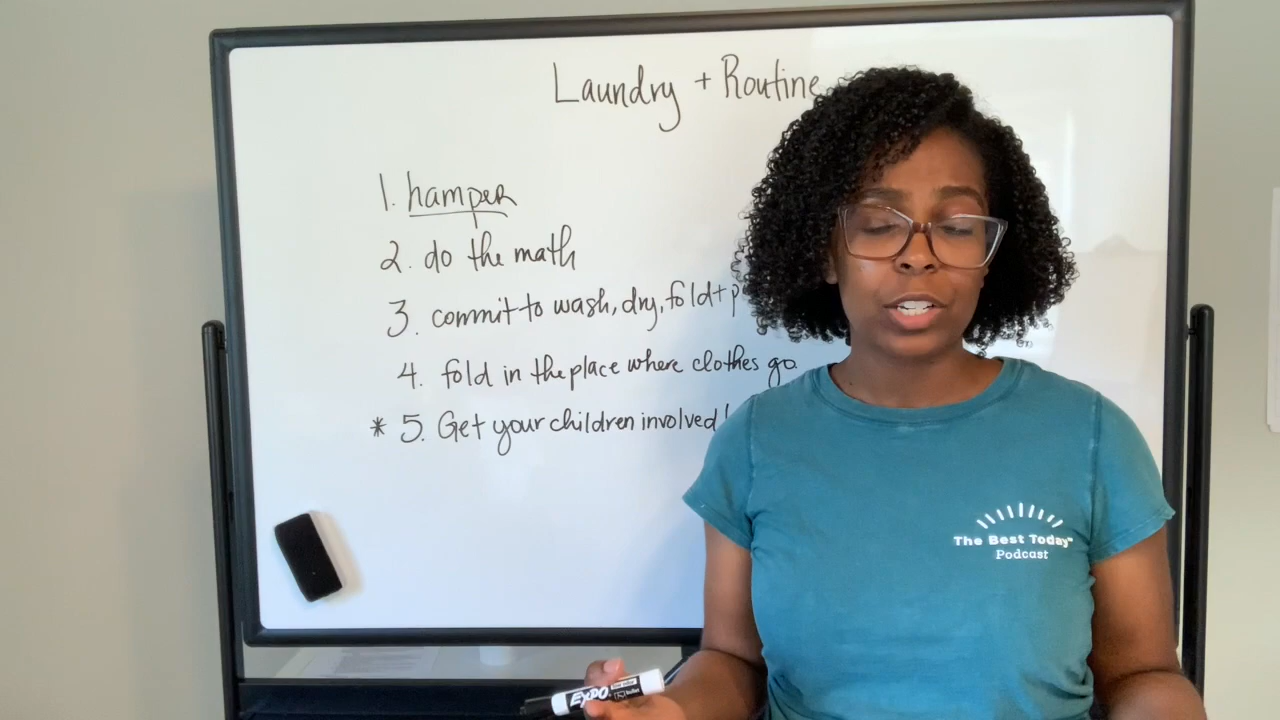 Laundry + Routine
1. hamper
2. do the math
3. commit to wash, dry, fold + p
4. fold in the place where clothes go.
* 5. Get your children involved!
The Best Today™
Podcast
EXPO